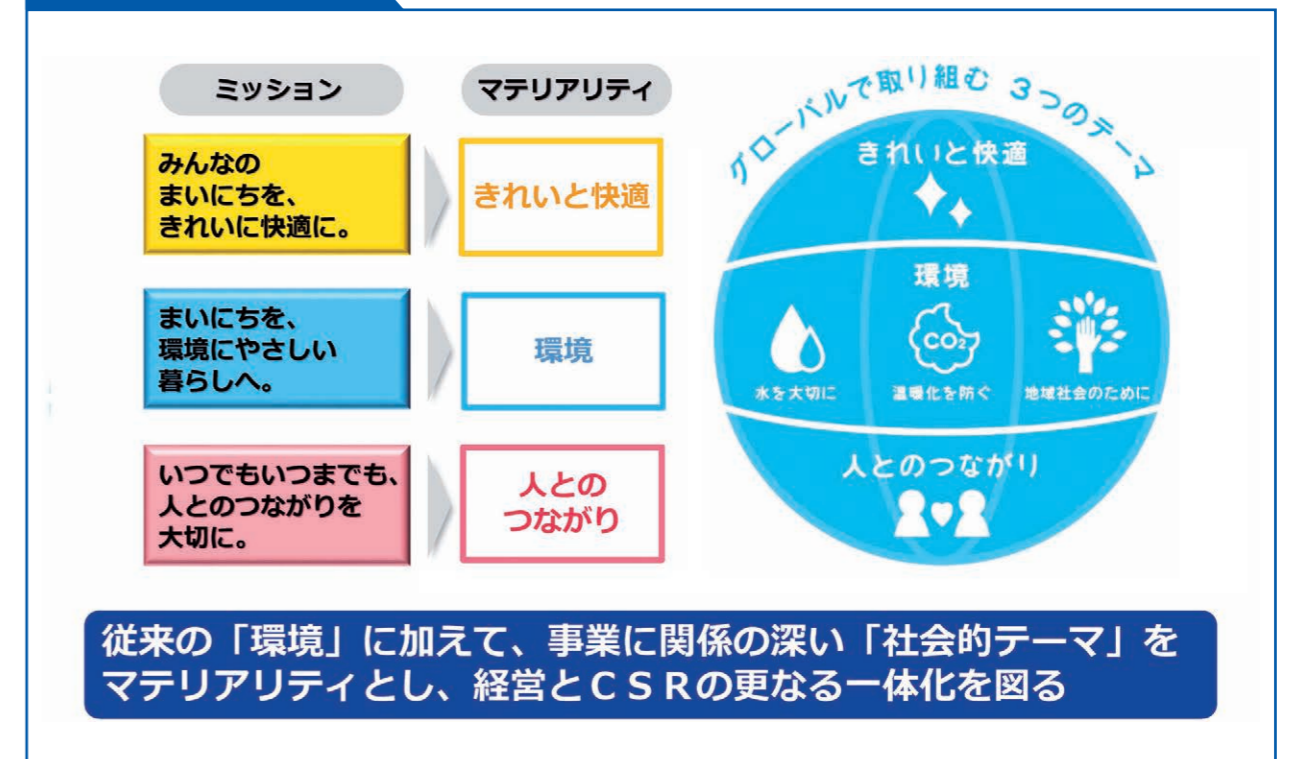 ミッション
マテリアリティ
みんなの
まいにちを、
きれいに快適に。
きれいと快適
まいにちを、
環境にやさしい
暮らしへ。
環境
いつでもいつまでも、
人とのつながりを
大切に。
人との
つながり
グローバルで取り組む 3つのテーマ
きれいと快適
環境
水を大切に
CO2
温暖化を防ぐ
地域社会のために
人とのつながり
従来の「環境」に加えて、事業に関係の深い「社会的テーマ」を
マテリアリティとし、経営とCSRの更なる一体化を図る